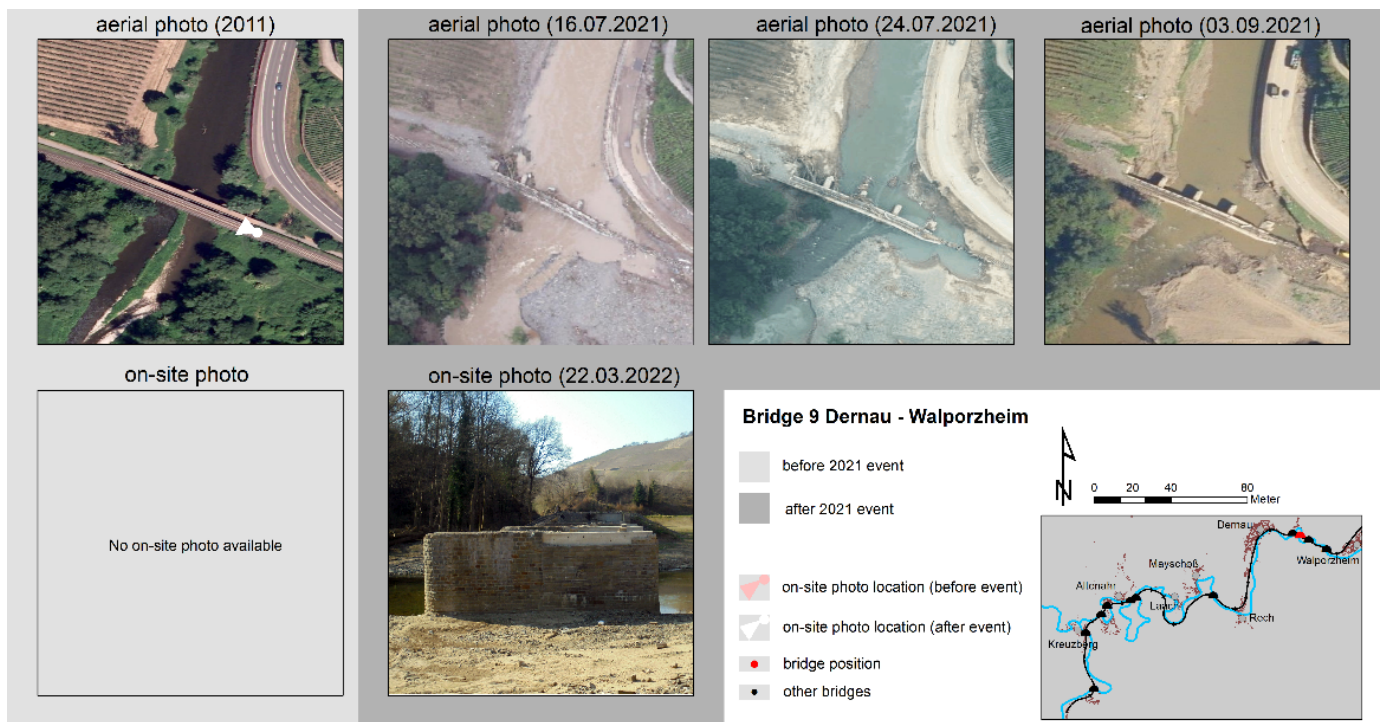 aerial photo (2011)
aerial photo (16.07.2021)
aerial photo (24.07.2021)
aerial photo (03.09.2021)
on-site photo
on-site photo (22.03.2022)
No on-site photo available
Bridge 9 Dernau - Walporzheim
before 2021 event
after 2021 event
on-site photo location (before event)
on-site photo location (after event)
bridge position
other bridges
N
0 20 40 80
Meter
Dernau
Walporzheim
Mayschoß
Altenahr
Laach
Rech
Kreuzberg